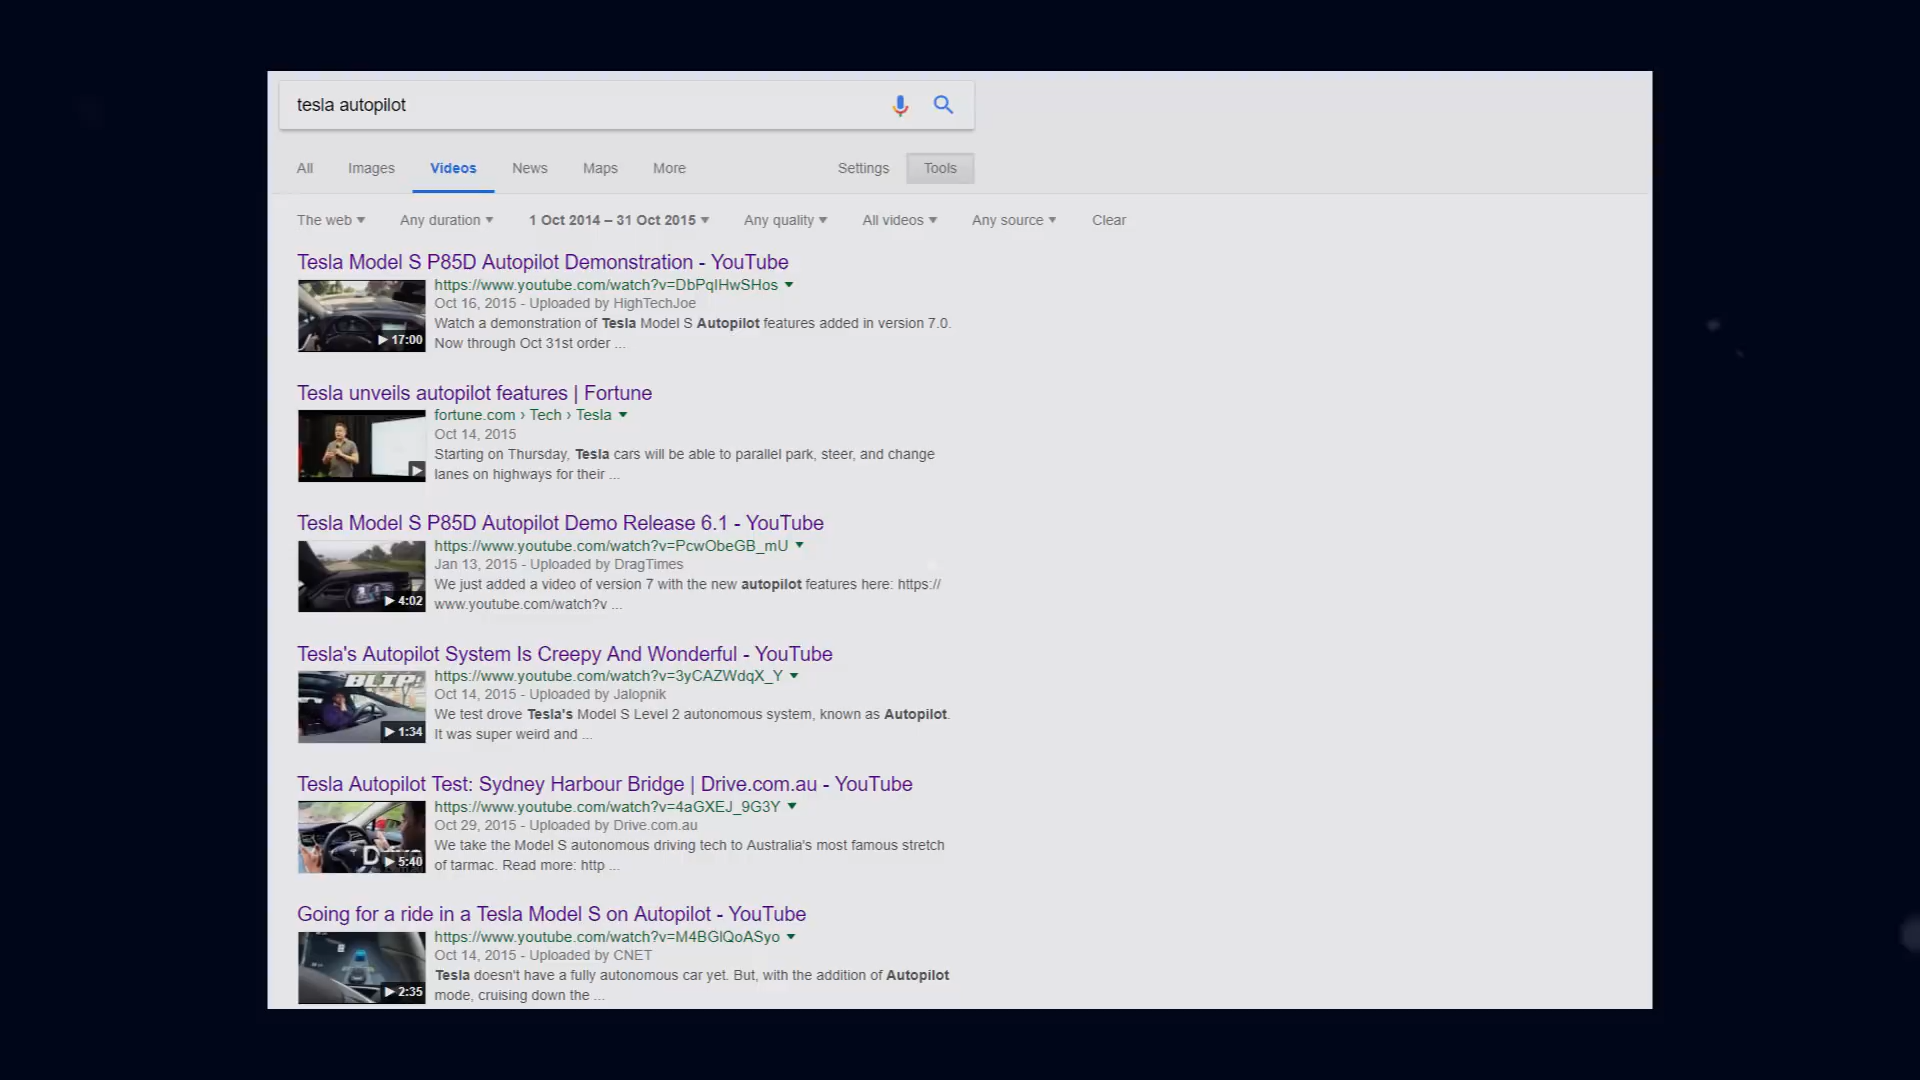 tesla autopilot
All Images Videos News Maps More Settings Tools
The web Any duration 1 Oct 2014 – 31 Oct 2015 Any quality All videos Any source Clear
Tesla Model S P85D Autopilot Demonstration - YouTube
https://www.youtube.com/watch?v=DbPqIHwSHos
Oct 16, 2015 - Uploaded by HighTechJoe
Watch a demonstration of Tesla Model S Autopilot features added in version 7.0.
17:00
Now through Oct 31st order ...
Tesla unveils autopilot features | Fortune
fortune.com › Tech › Tesla
Oct 14, 2015
Starting on Thursday, Tesla cars will be able to parallel park, steer, and change
lanes on highways for their ...
Tesla Model S P85D Autopilot Demo Release 6.1 - YouTube
https://www.youtube.com/watch?v=PcwObeGB_mU
Jan 13, 2015 - Uploaded by DragTimes
We just added a video of version 7 with the new autopilot features here: https://
4:02
www.youtube.com/watch?v ...
Tesla's Autopilot System Is Creepy And Wonderful - YouTube
https://www.youtube.com/watch?v=3yCAZWdqX_Y
BLIP!
Oct 14, 2015 - Uploaded by Jalopnik
We test drove Tesla's Model S Level 2 autonomous system, known as Autopilot.
1:34
It was super weird and ...
Tesla Autopilot Test: Sydney Harbour Bridge | Drive.com.au - YouTube
https://www.youtube.com/watch?v=4aGXEJ_9G3Y
Oct 29, 2015 - Uploaded by Drive.com.au
We take the Model S autonomous driving tech to Australia's most famous stretch
5:40
of tarmac. Read more: http ...
Going for a ride in a Tesla Model S on Autopilot - YouTube
https://www.youtube.com/watch?v=M4BGlQoASyo
Oct 14, 2015 - Uploaded by CNET
Tesla doesn't have a fully autonomous car yet. But, with the addition of Autopilot
2:35
mode, cruising down the ...